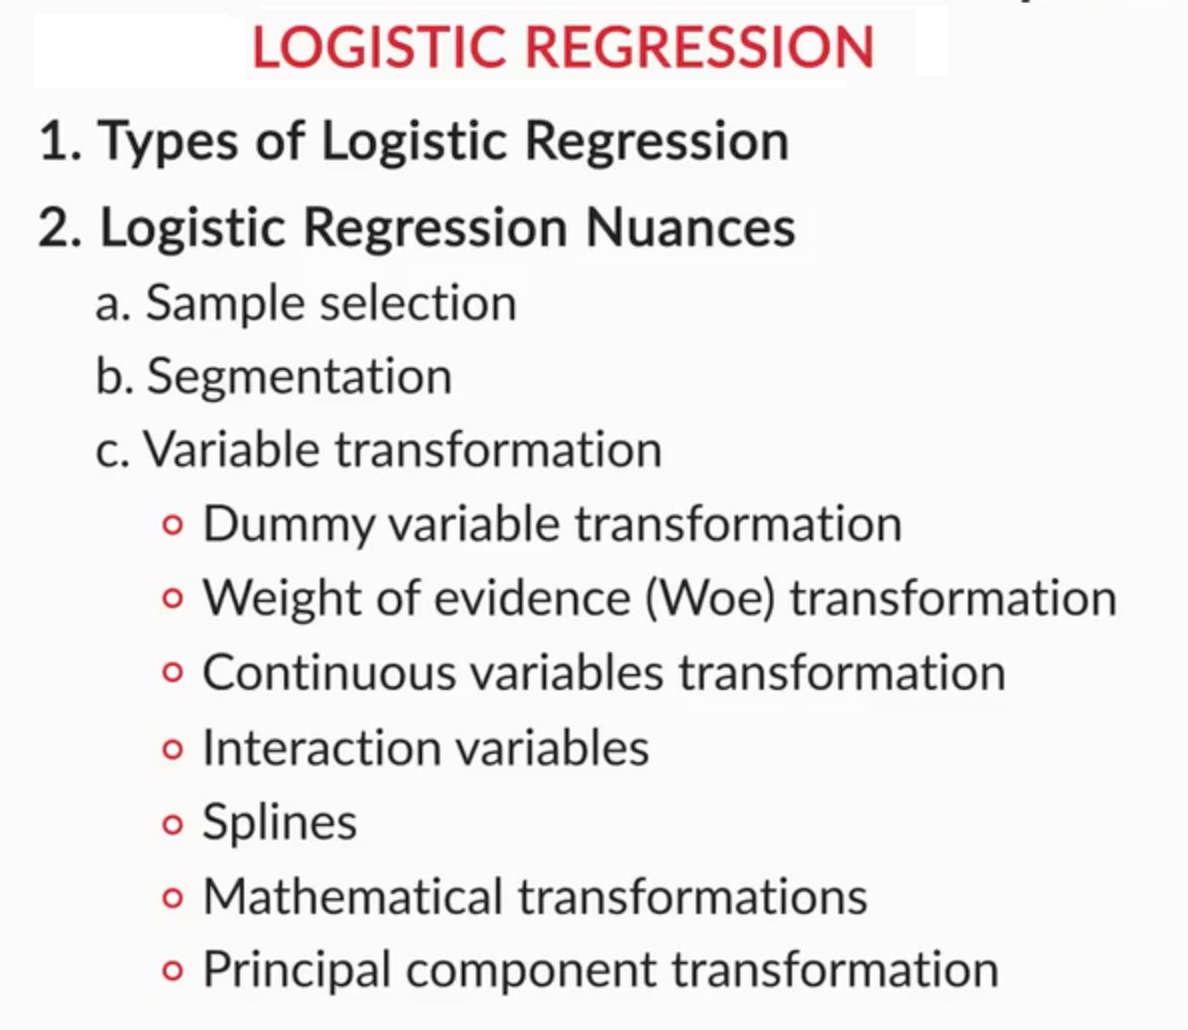 LOGISTIC REGRESSION
1. Types of Logistic Regression
2. Logistic Regression Nuances
a. Sample selection
b. Segmentation
c. Variable transformation
Dummy variable transformation
Weight of evidence (Woe) transformation
Continuous variables transformation
Interaction variables
Splines
Mathematical transformations
Principal component transformation